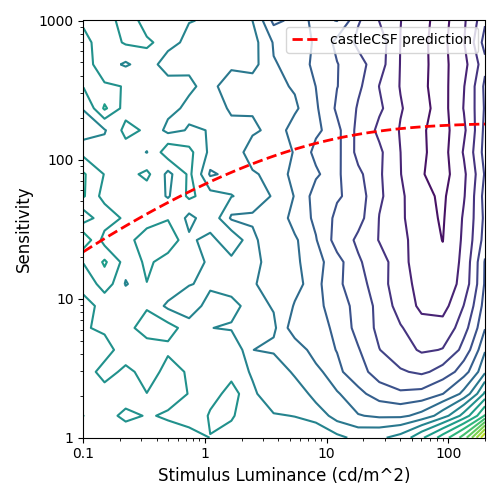 1000
castleCSF prediction
100
Sensitivity
10
1
0.1 1 10 100
Stimulus Luminance (cd/m^2)